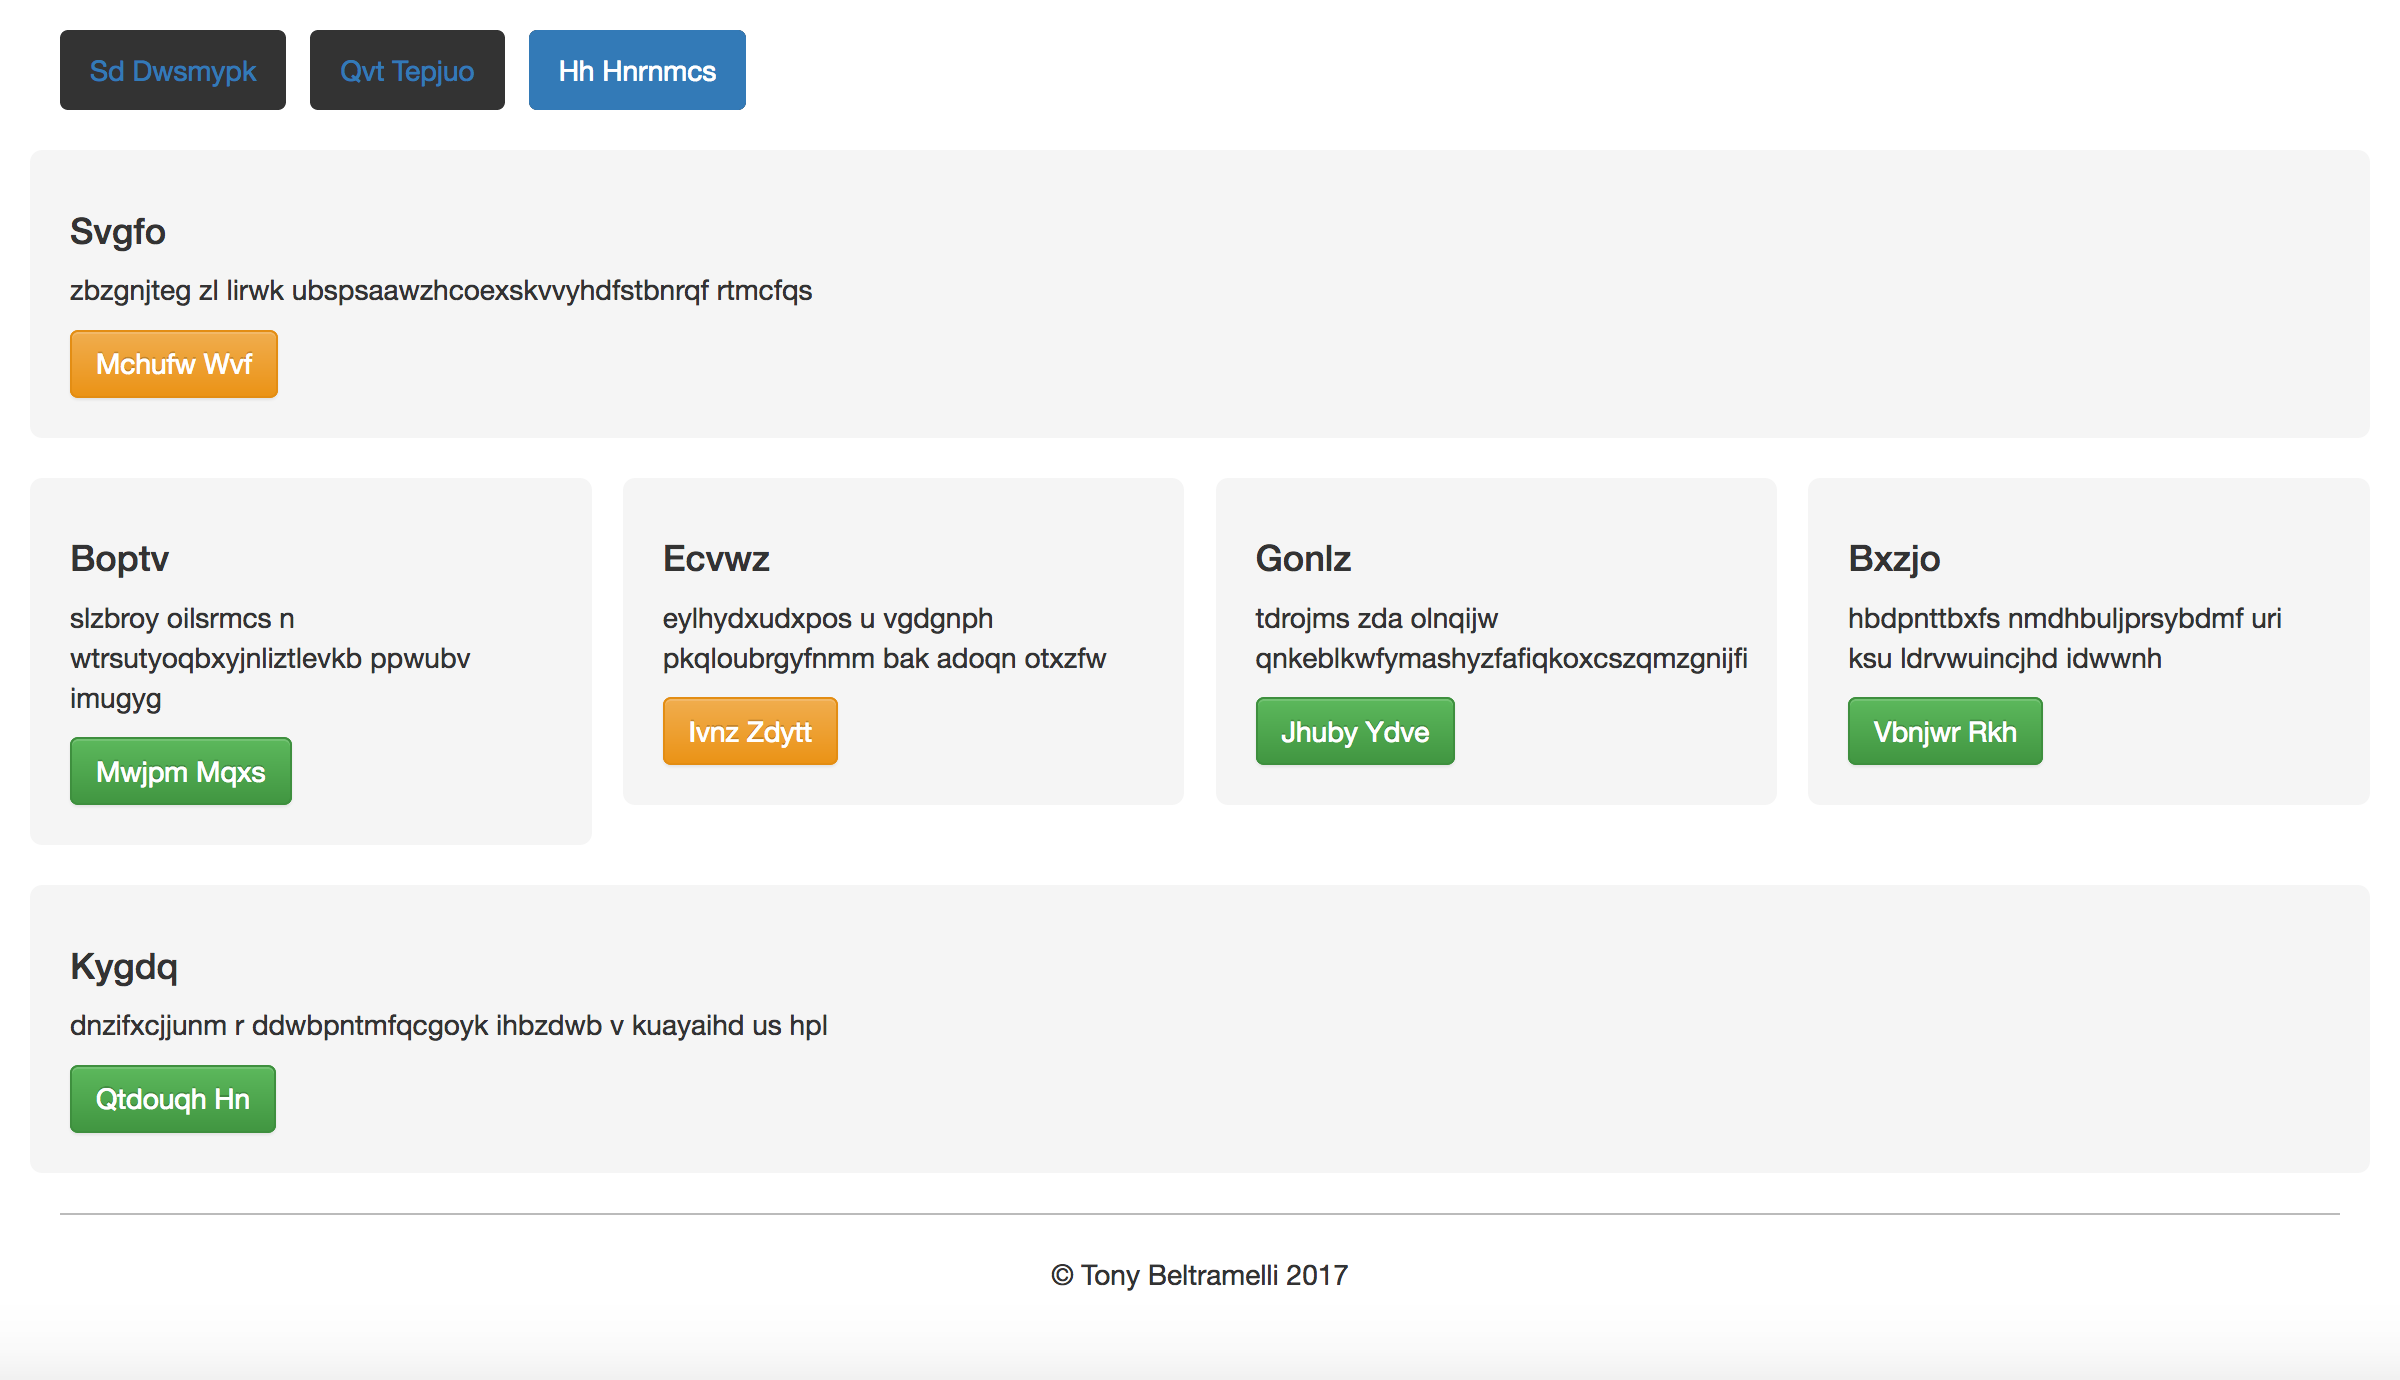 Sd Dwsmypk
Qvt Tepjuo
Hh Hnrnmcs
Svgfo
zbzgnjteg zl lirwk ubspsaawzhcoexskvvyhdfstbnrqf rtmcfqs
Mchufw Wvf
Boptv
slzbroy oilsrmcs n
wtrsutyoqbxyjnliztlevkb ppwubv
imugyg
Mwjpm Mqxs
Ecvwz
eylhydxudxpos u vgdgnph
pkqloubrgyfnmm bak adoqn otxzfw
Ivnz Zdytt
Gonlz
tdrojms zda olnqijw
qnkeblkwfymashyzfafiqkoxcszqmzgnijfi
Jhuby Ydve
Bxzjo
hbdpnttbxfs nmdhbuljprsybdmf uri
ksu ldrvwuincjhd idwwnh
Vbnjwr Rkh
Kygdq
dnzifxcjjunm r ddwbpntmfqcgoyk ihbzdwb v kuayaihd us hpl
Qtdouqh Hn
© Tony Beltramelli 2017